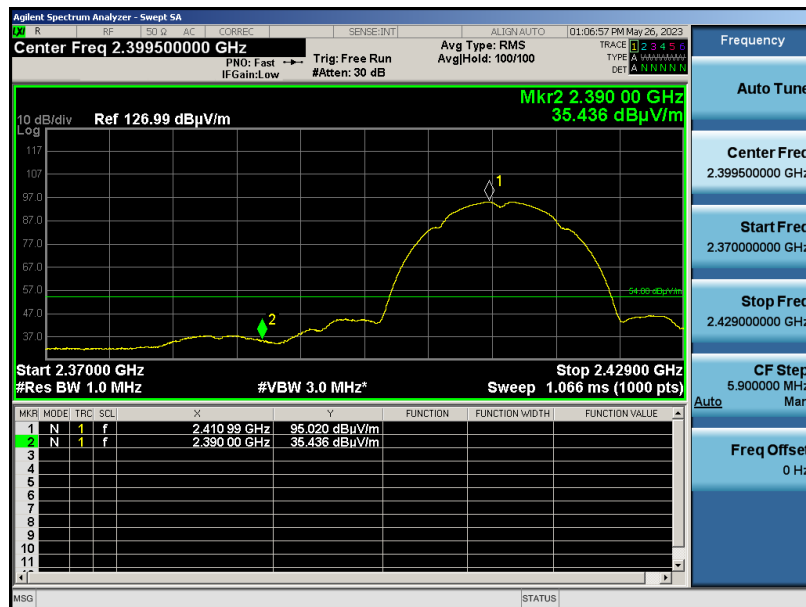 Agilent Spectrum Analyzer - Swept SA
LXI R RF 50 Ω AC CORREC SENSE:INT ALIGN AUTO 01:06:57 PM May 26, 2023
Center Freq 2.399500000 GHz
PNO: Fast
IFGain:Low
Trig: Free Run
#Atten: 30 dB
Avg Type: RMS
Avg|Hold: 100/100
TRACE 1 2 3 4 5 6
TYPE A WWWWW
DET A N N N N N
Frequency
Mkr2 2.390 00 GHz
35.436 dBµV/m
10 dB/div Ref 126.99 dBµV/m
Log
117
107
97.0
87.0
77.0
67.0
57.0
47.0
37.0
1
2
54.00 dBµV/m
Start 2.37000 GHz Stop 2.42900 GHz
#Res BW 1.0 MHz #VBW 3.0 MHz* Sweep 1.066 ms (1000 pts)
MKR MODE TRC SCL X Y FUNCTION FUNCTION WIDTH FUNCTION VALUE
1 N 1 f 2.410 99 GHz 95.020 dBµV/m
2 N 1 f 2.390 00 GHz 35.436 dBµV/m
3
4
5
6
7
8
9
10
11
Auto Tune
Center Freq
2.399500000 GHz
Start Freq
2.370000000 GHz
Stop Freq
2.429000000 GHz
CF Step
5.900000 MHz
Auto Man
Freq Offset
0 Hz
MSG STATUS